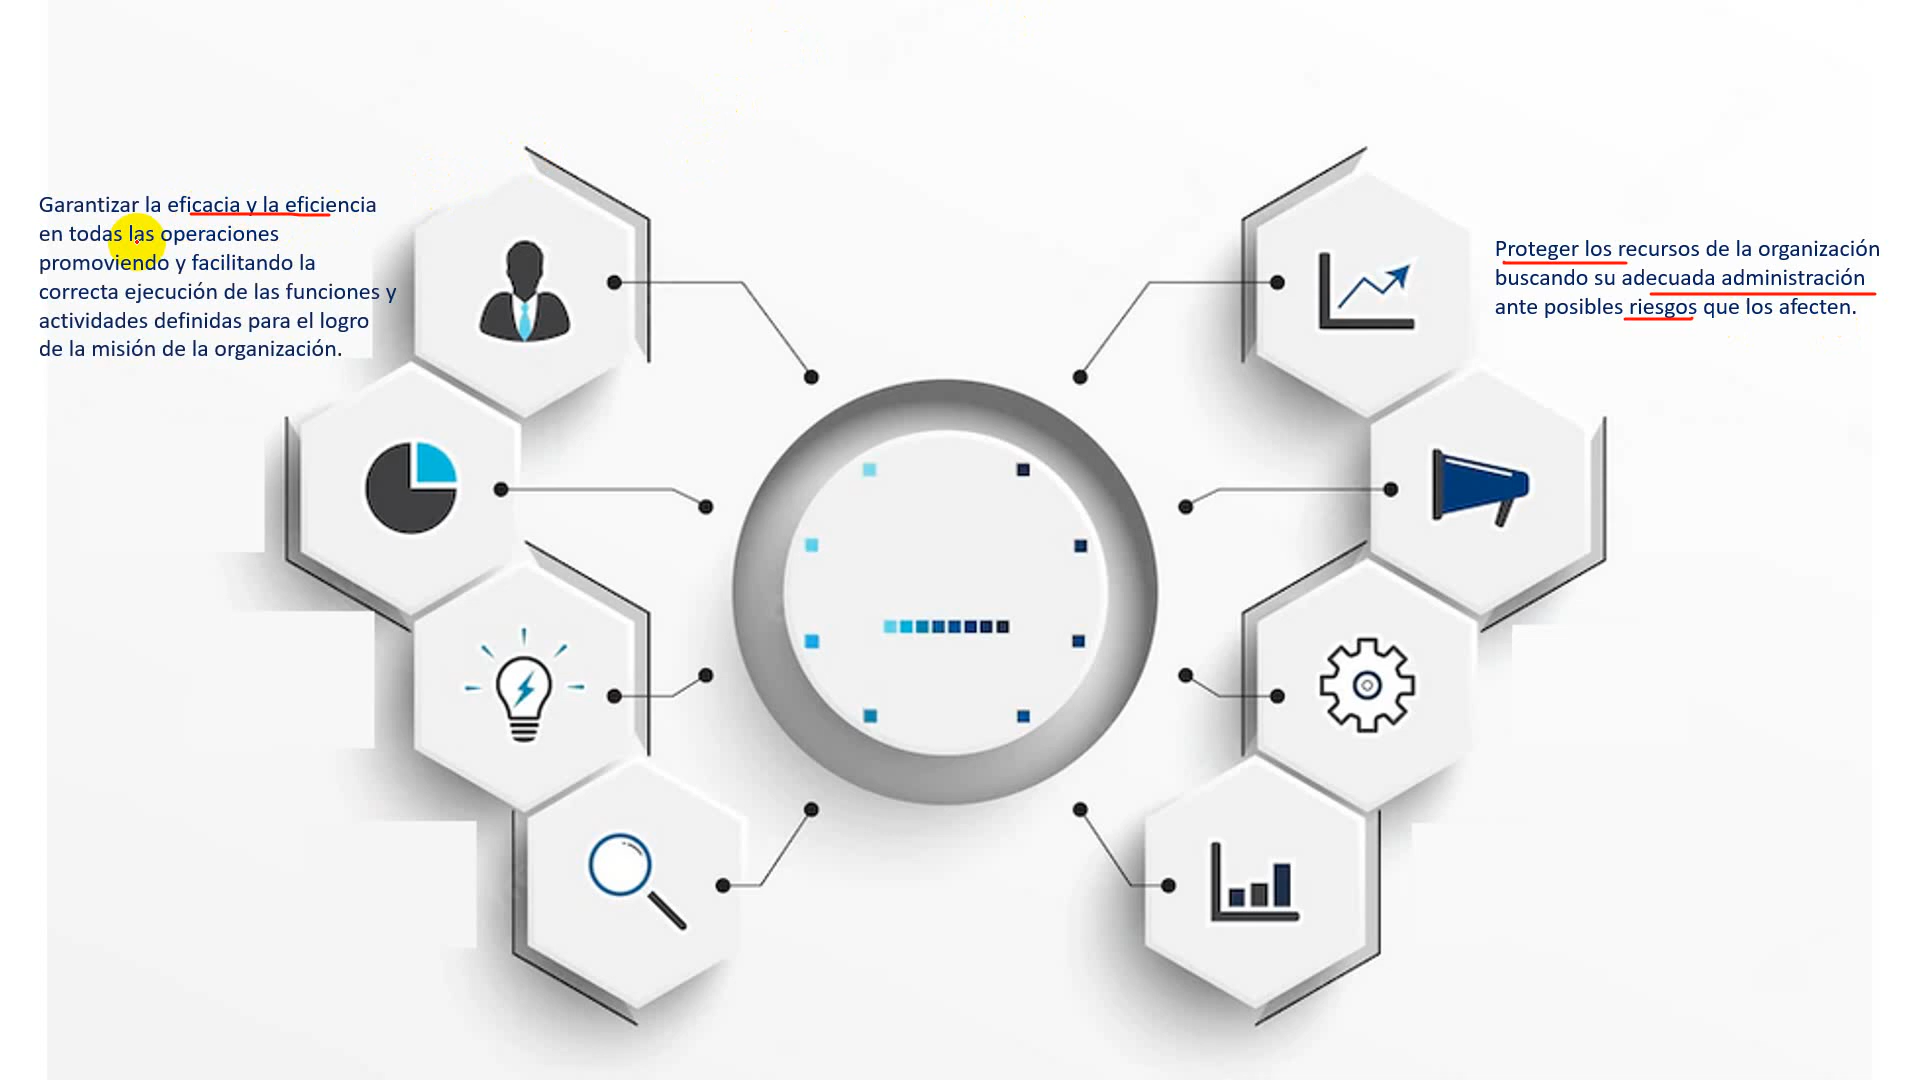 Garantizar la eficacia y la eficiencia
en todas las operaciones
promoviendo y facilitando la
correcta ejecución de las funciones y
actividades definidas para el logro
de la misión de la organización.
Proteger los recursos de la organización
buscando su adecuada administración
ante posibles riesgos que los afecten.